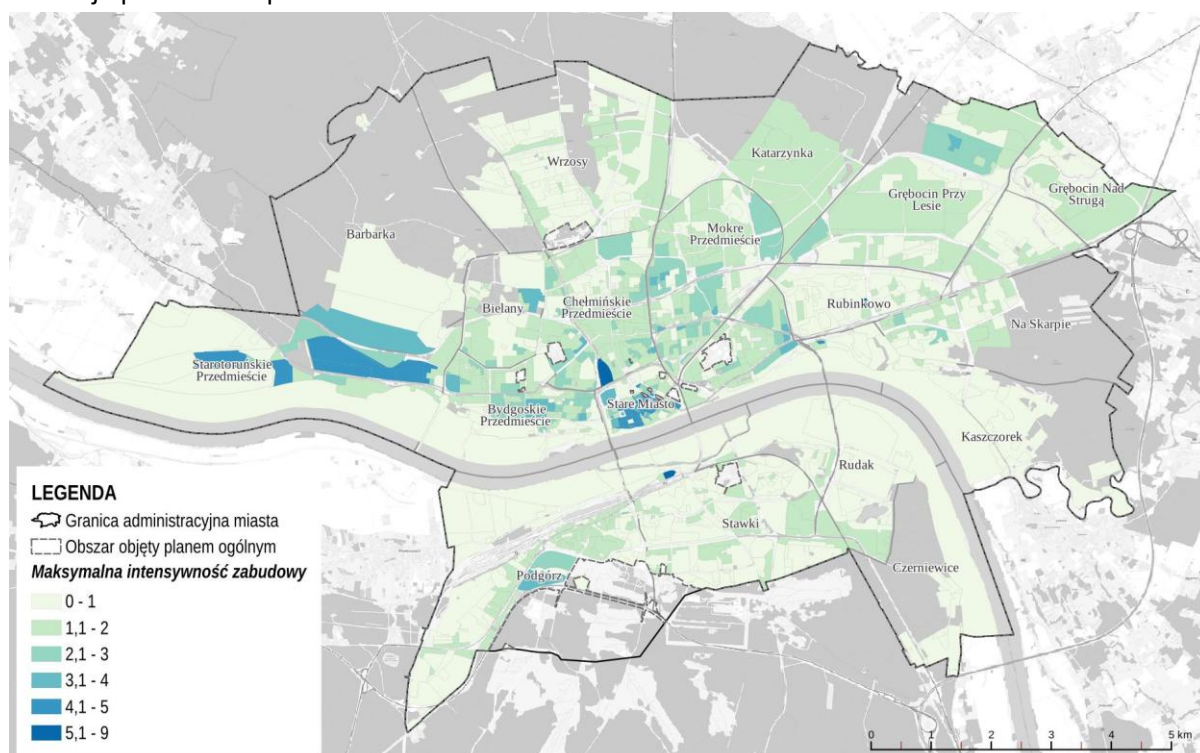 Wrzosy
Katarzynka
Grębocin Przy
Lesie
Grębocin Nad
Strugą
Barbarka
Mokre
Przedmieście
Bielany
Chełmińskie
Przedmieście
Rubinkowo
Na Skarpie
Starotoruńskie
Przedmieście
Bydgoskie
Przedmieście
Stare Miasto
Kaszczorek
Rudak
Stawki
Podgórz
Czerniewice
LEGENDA
Granica administracyjna miasta
Obszar objęty planem ogólnym
Maksymalna intensywność zabudowy
0 - 1
1,1 - 2
2,1 - 3
3,1 - 4
4,1 - 5
5,1 - 9
0 1 2 3 4 5 km